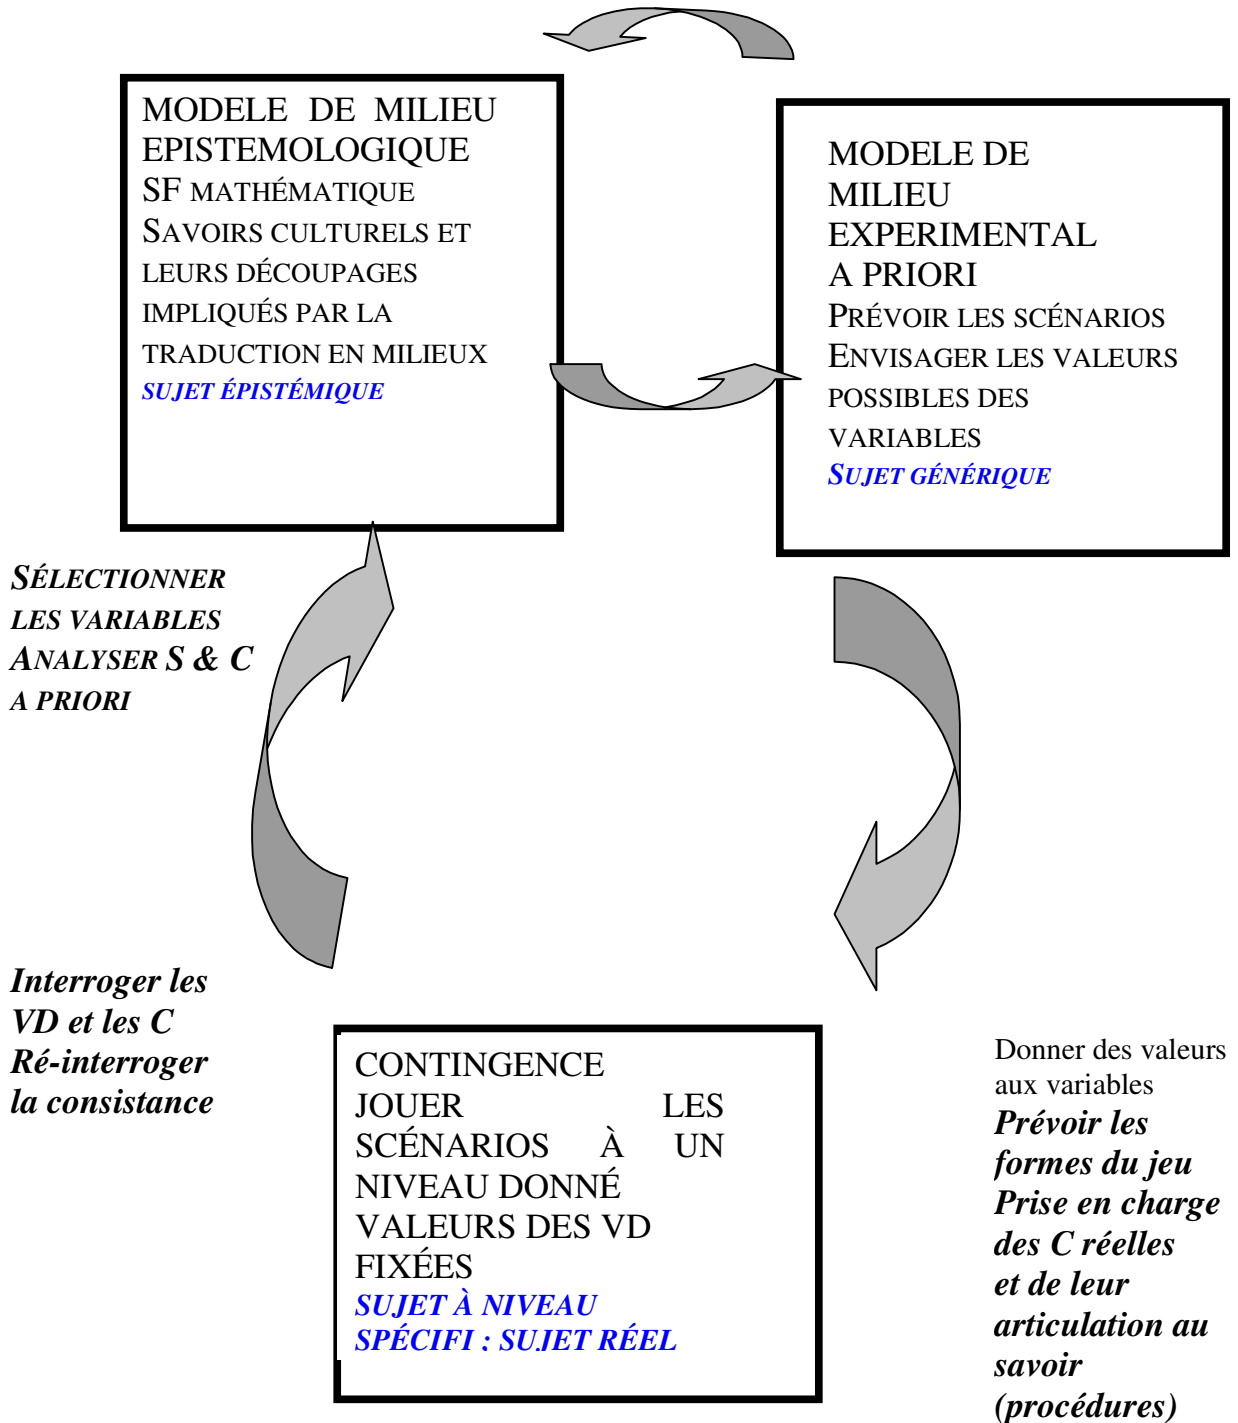 MODELE DE MILIEU
EPISTEMOLOGIQUE
SF MATHÉMATIQUE
SAVOIRS CULTURELS ET
LEURS DÉCOUPAGES
IMPLIQUÉS PAR LA
TRADUCTION EN MILIEUX
SUJET ÉPISTÉMIQUE
MODELE DE
MILIEU
EXPERIMENTAL
A PRIORI
PRÉVOIR LES SCÉNARIOS
ENVISAGER LES VALEURS
POSSIBLES DES
VARIABLES
SUJET GÉNÉRIQUE
SÉLECTIONNER
LES VARIABLES
ANALYSER S & C
A PRIORI
Interroger les
VD et les C
Ré-interroger
la consistance
CONTINGENCE
JOUER LES
SCÉNARIOS À UN
NIVEAU DONNÉ
VALEURS DES VD
FIXÉES
SUJET À NIVEAU
SPÉCIFI : SUJET RÉEL
Donner des valeurs
aux variables
Prévoir les
formes du jeu
Prise en charge
des C réelles
et de leur
articulation au
savoir
(procédures)